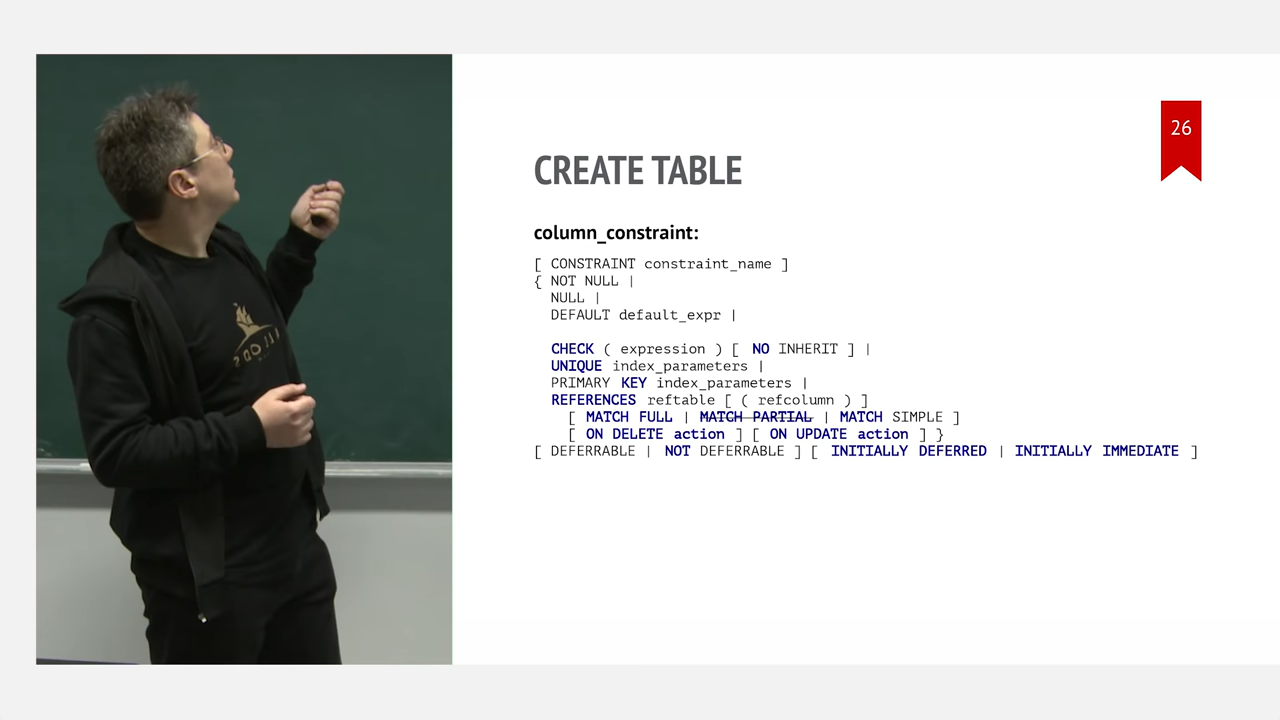 26
CREATE TABLE
column_constraint:
[ CONSTRAINT constraint_name ]
{ NOT NULL |
NULL |
DEFAULT default_expr |
CHECK ( expression ) [ NO INHERIT ] |
UNIQUE index_parameters |
PRIMARY KEY index_parameters |
REFERENCES reftable [ ( refcolumn ) ]
[ MATCH FULL | MATCH PARTIAL | MATCH SIMPLE ]
[ ON DELETE action ] [ ON UPDATE action ] }
[ DEFERRABLE | NOT DEFERRABLE ] [ INITIALLY DEFERRED | INITIALLY IMMEDIATE ]